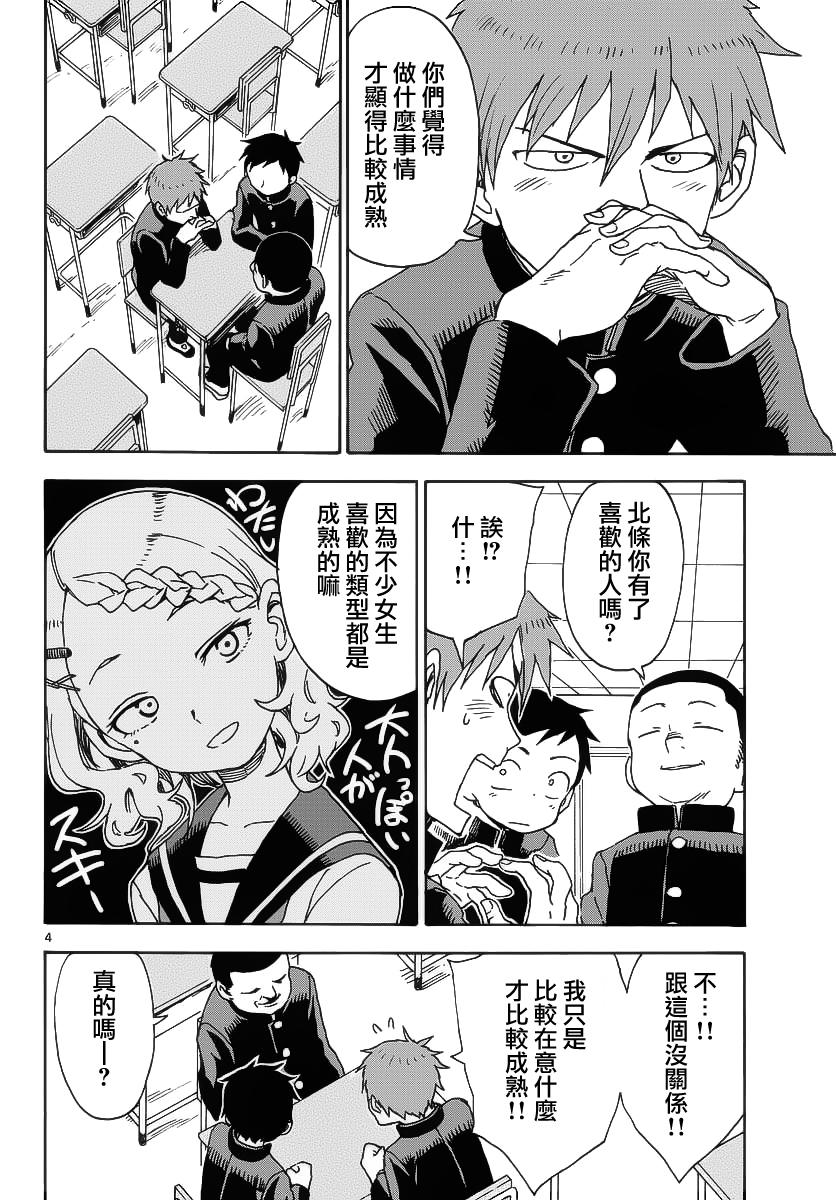 你們覺得
做什麼事情
才顯得比較成熟
北條你有了
喜歡的人嗎?
誒!?
什…!!
因為不少女生
喜歡的類型都是
成熟的嘛
わたしっ
大人っぽい
人が
スキー
不…!!
跟這個沒關係!!
我只是
比較在意什麼
才比較成熟!!
真的嗎ー?
4